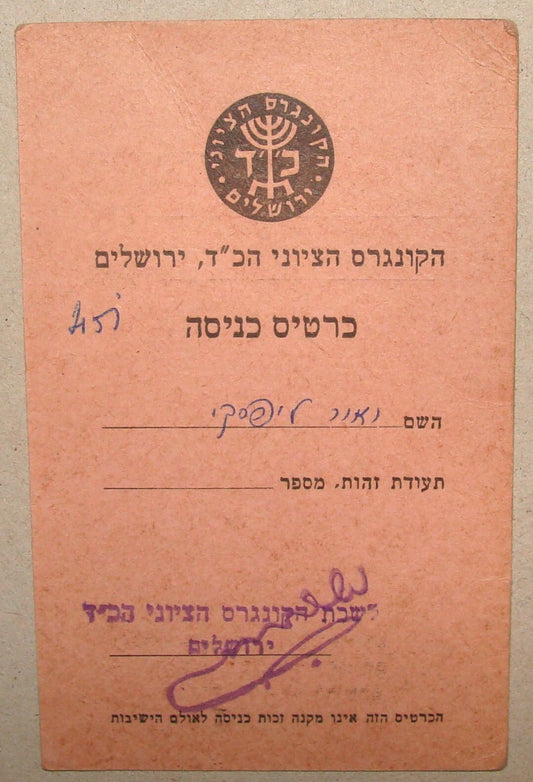 הקונגרס הציוני • ירושלים •
כ"ד
הקונגרס הציוני הכ"ד, ירושלים
כרטיס כניסה
השם ליפסקי
תעודת זהות, מספר
לשכת הקונגרס הציוני הכ"ד
ירושלים
הכרטיס הזה אינו מקנה זכות כניסה לאולם הישיבות